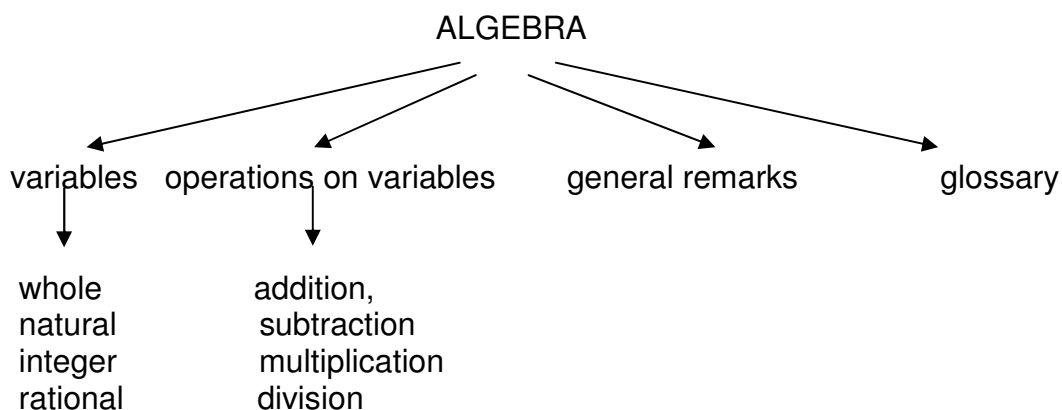 ALGEBRA
variables operations on variables general remarks glossary
whole addition,
natural subtraction
integer multiplication
rational division